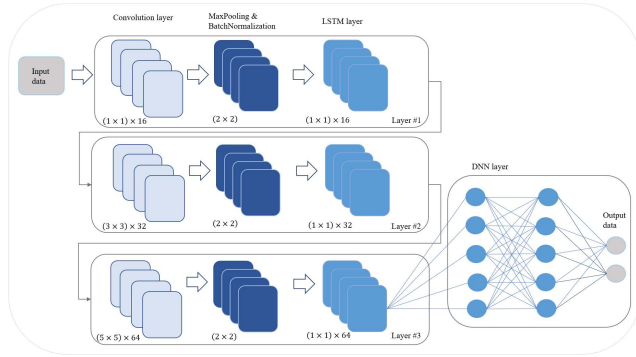 Convolution layer
MaxPooling &
BatchNormalization
LSTM layer
Input
data
(1 × 1) × 16
(2 × 2)
(1 × 1) × 16
Layer #1
(3 × 3) × 32
(2 × 2)
(1 × 1) × 32
Layer #2
DNN layer
Output
data
(5 × 5) × 64
(2 × 2)
(1 × 1) × 64
Layer #3